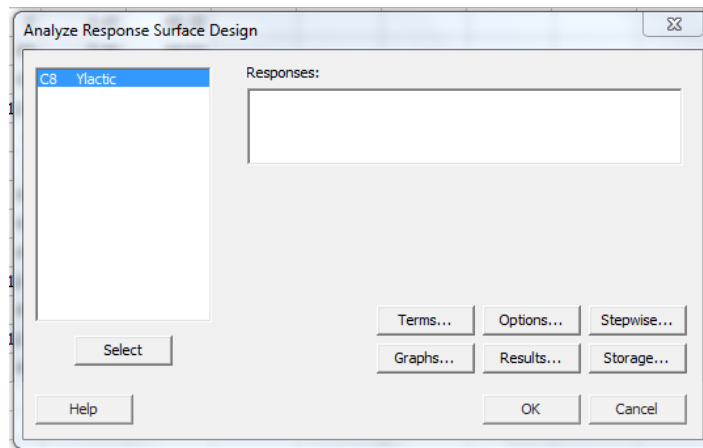 Analyze Response Surface Design
C8 Ylactic
Responses:
Terms... Options... Stepwise...
Select
Graphs... Results... Storage...
Help OK Cancel